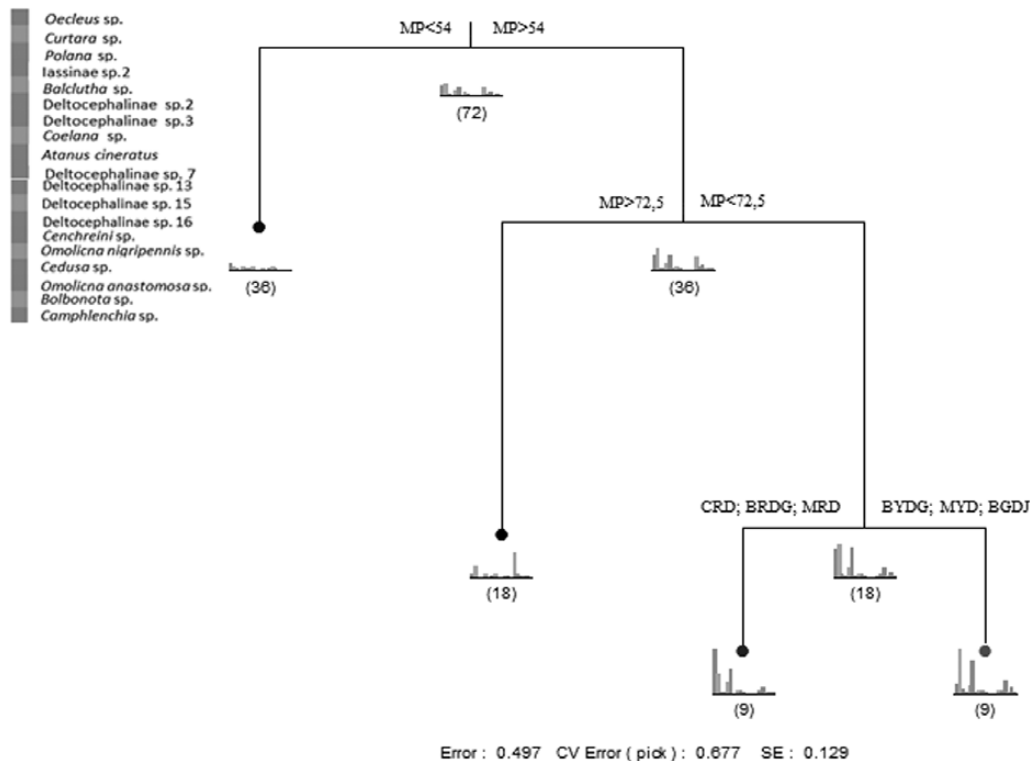 Oecleus sp.
Curtara sp.
Polana sp.
Iassinae sp.2
Balclutha sp.
Deltocephalinae sp.2
Deltocephalinae sp.3
Coelana sp.
Atanus cineratus
Deltocephalinae sp. 7
Deltocephalinae sp. 13
Deltocephalinae sp. 15
Deltocephalinae sp. 16
Cenchreini sp.
Omolicna nigripennis sp.
Cedusa sp.
Omolicna anastomosa sp.
Bolbonota sp.
Camphlenchia sp.
MP<54 MP>54
(72)
MP>72,5 MP<72,5
(36)
(36)
CRD; BRDG; MRD BYDG; MYD; BGDJ
(18)
(18)
(9)
(9)
Error : 0.497 CV Error ( pick ) : 0.677 SE : 0.129